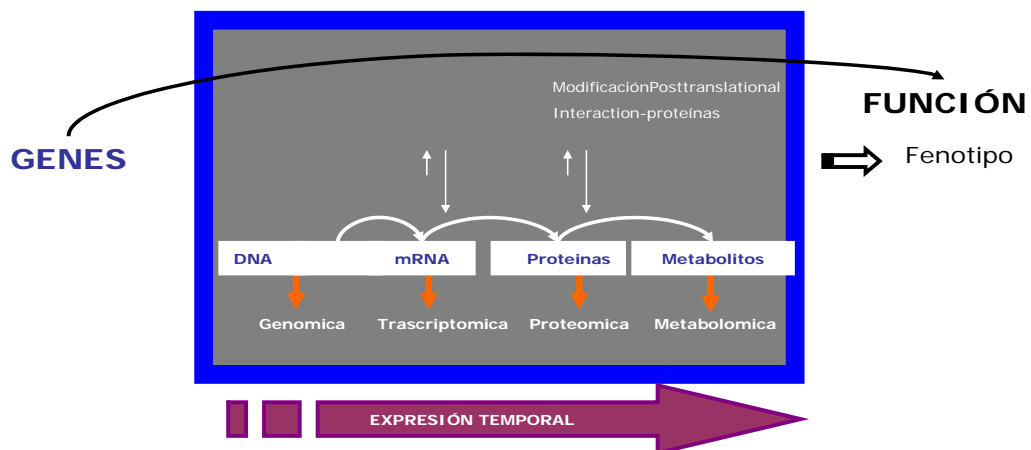 ModificaciónPosttranslational
Interaction-proteínas
FUNCIÓN
GENES
Fenotipo
DNA
mRNA
Proteinas
Metabolitos
Genomica
Trascriptomica
Proteomica
Metabolomica
EXPRESIÓN TEMPORAL